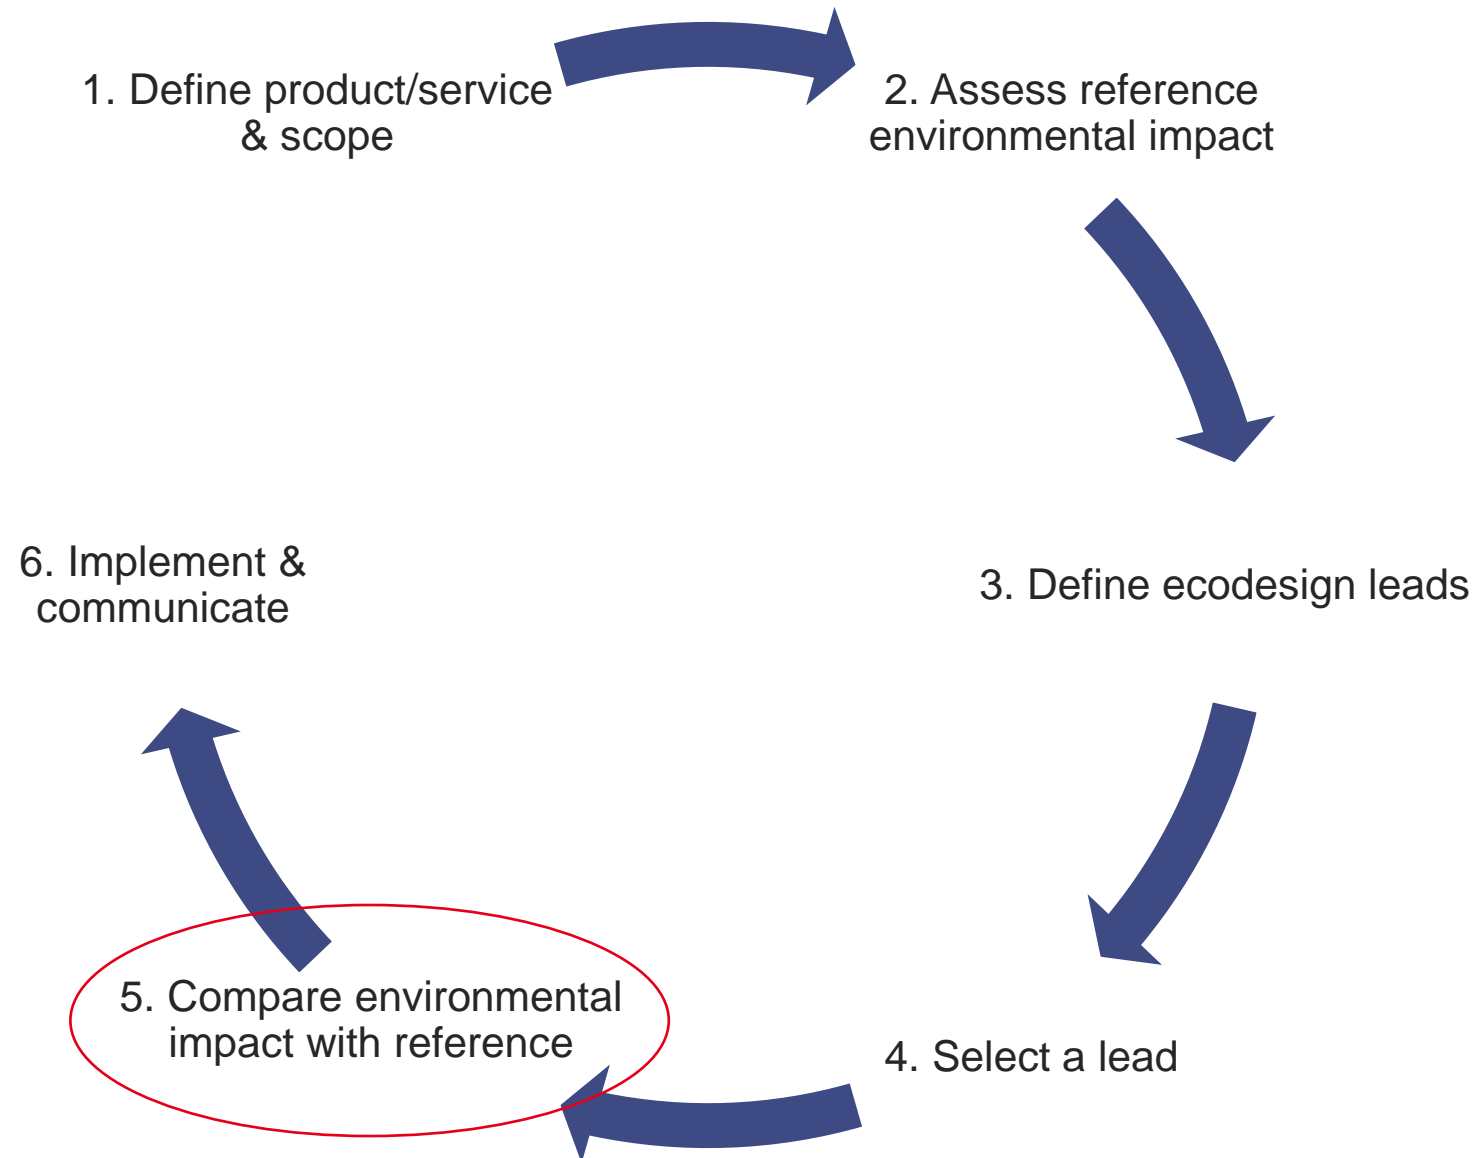 1. Define product/service
& scope
2. Assess reference
environmental impact
3. Define ecodesign leads
4. Select a lead
5. Compare environmental
impact with reference
6. Implement &
communicate